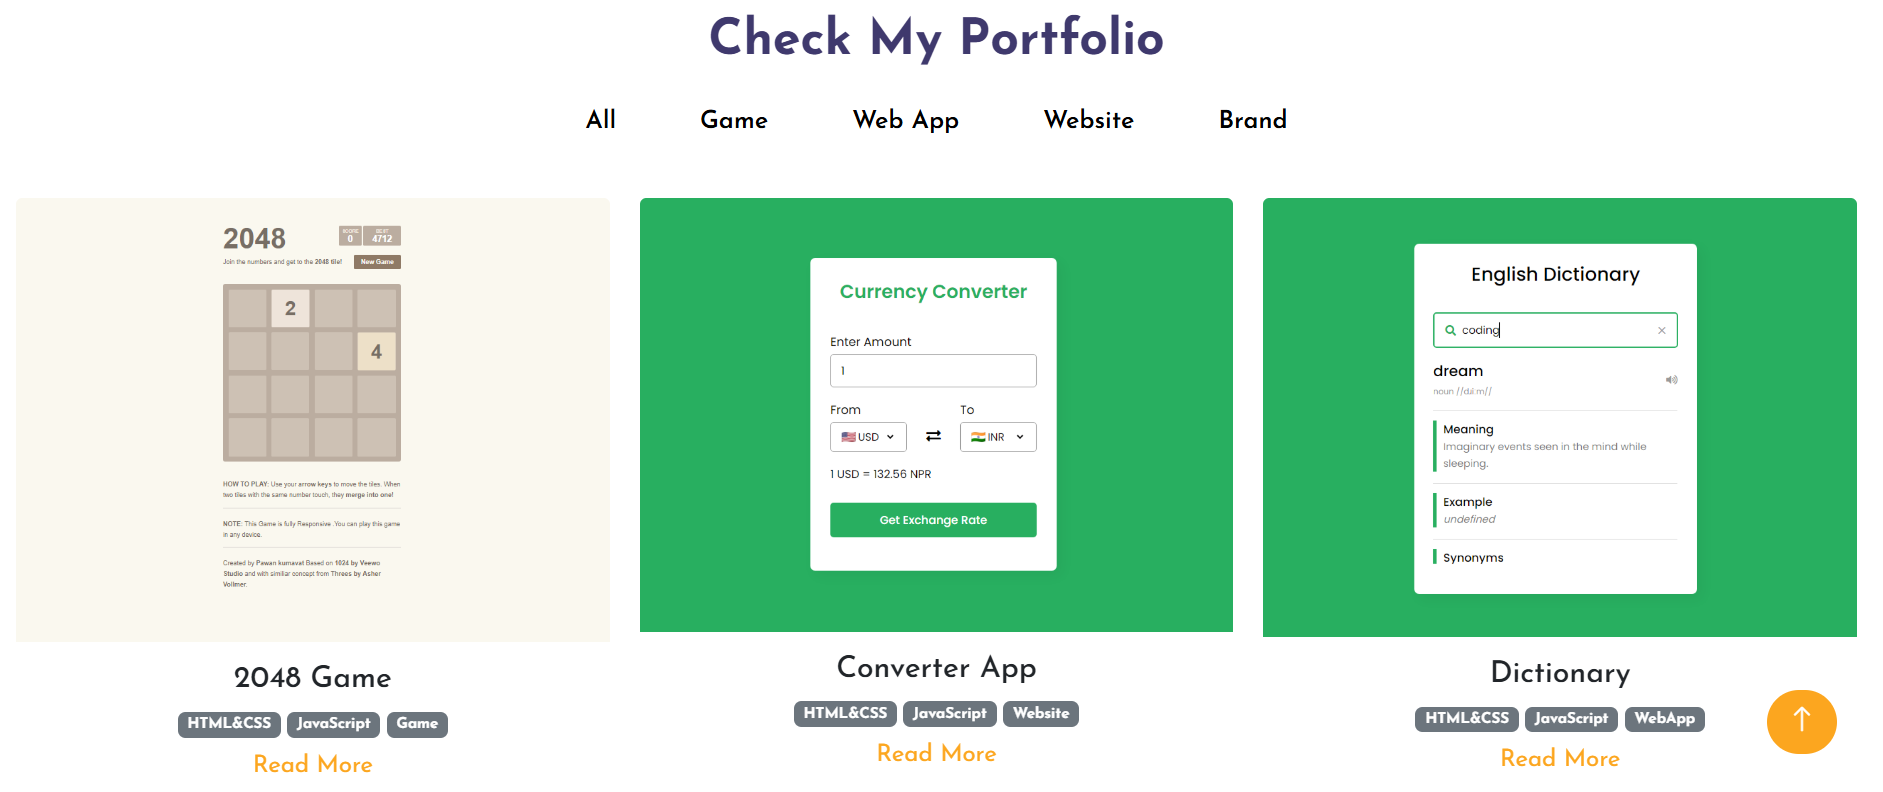 Check My Portfolio
All Game Web App Website Brand
2048
SCORE
0
BEST
4712
Join the numbers and get to the 2048 tile!
New Game
2
4
HOW TO PLAY: Use your arrow keys to move the tiles. When
two tiles with the same number touch, they merge into one!
NOTE: This Game is fully Responsive .You can play this game
in any device.
Created by Pawan kumavat Based on 1024 by Veewo
Studio and with similiar concept from Threes by Asher
Vollmer.
2048 Game
HTML&CSS JavaScript Game
Read More
Currency Converter
Enter Amount
1
From To
USD INR
1 USD = 132.56 NPR
Get Exchange Rate
Converter App
HTML&CSS JavaScript Website
Read More
English Dictionary
coding
dream
noun //dɹiːm//
Meaning
Imaginary events seen in the mind while
sleeping.
Example
undefined
Synonyms
Dictionary
HTML&CSS JavaScript WebApp
Read More